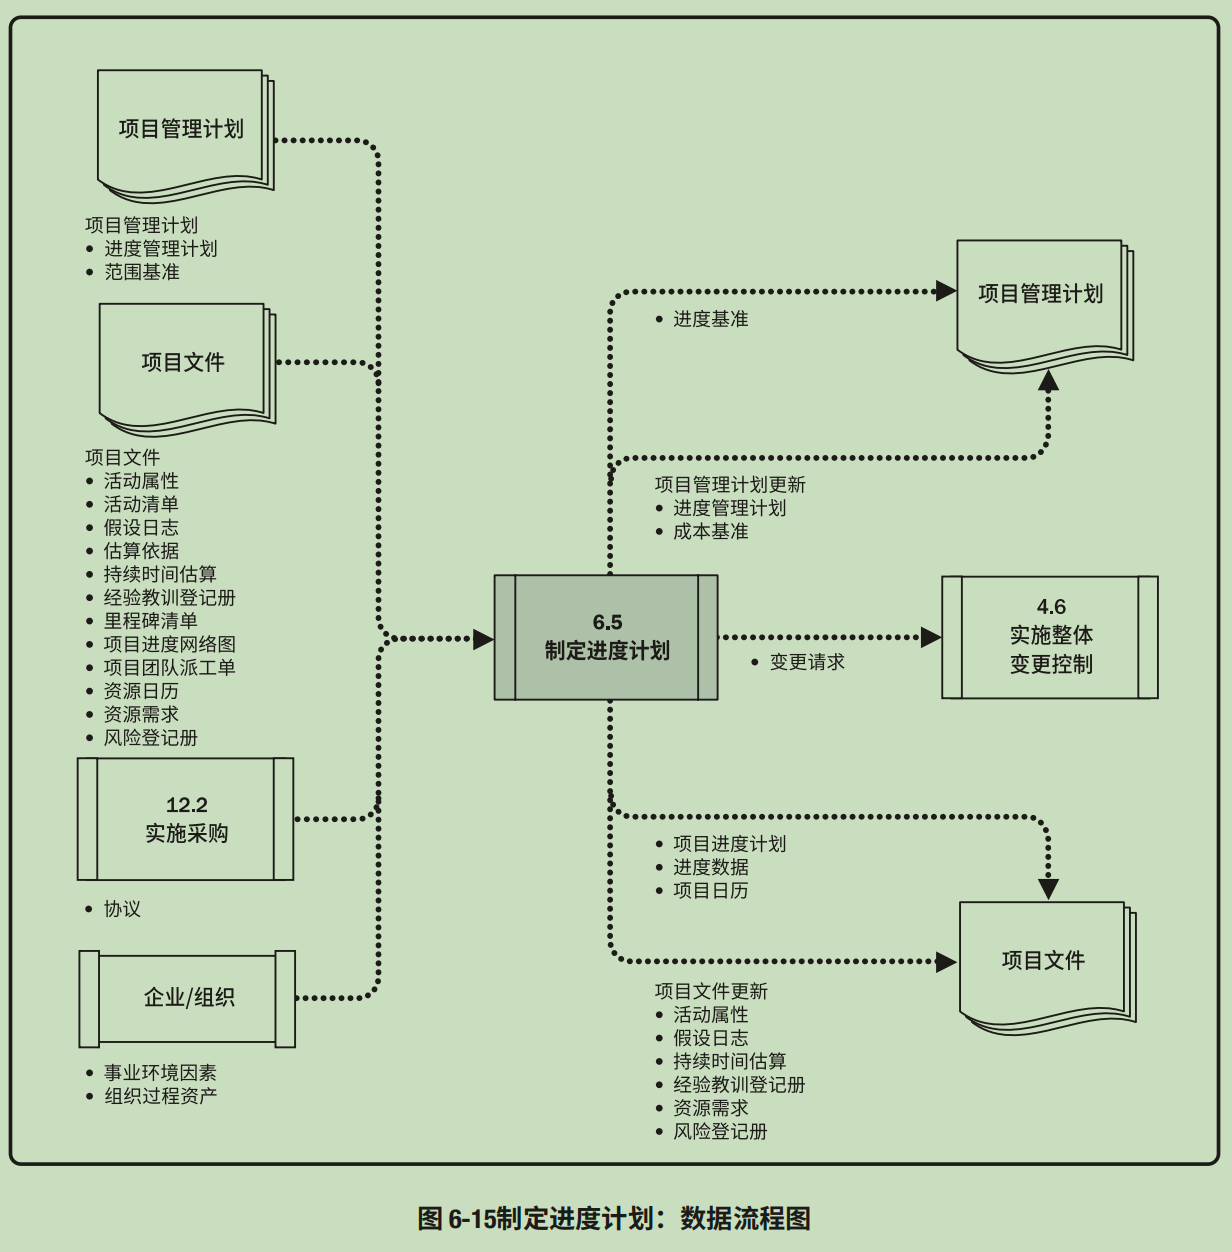 项目管理计划
项目管理计划
● 进度管理计划
● 范围基准
项目文件
项目文件
● 活动属性
● 活动清单
● 假设日志
● 估算依据
● 持续时间估算
● 经验教训登记册
● 里程碑清单
● 项目进度网络图
● 项目团队派工单
● 资源日历
● 资源需求
● 风险登记册
12.2
实施采购
● 协议
企业/组织
● 事业环境因素
● 组织过程资产
6.5
制定进度计划
● 进度基准
项目管理计划
项目管理计划更新
● 进度管理计划
● 成本基准
● 变更请求
4.6
实施整体
变更控制
● 项目进度计划
● 进度数据
● 项目日历
项目文件
项目文件更新
● 活动属性
● 假设日志
● 持续时间估算
● 经验教训登记册
● 资源需求
● 风险登记册
图 6-15制定进度计划：数据流程图